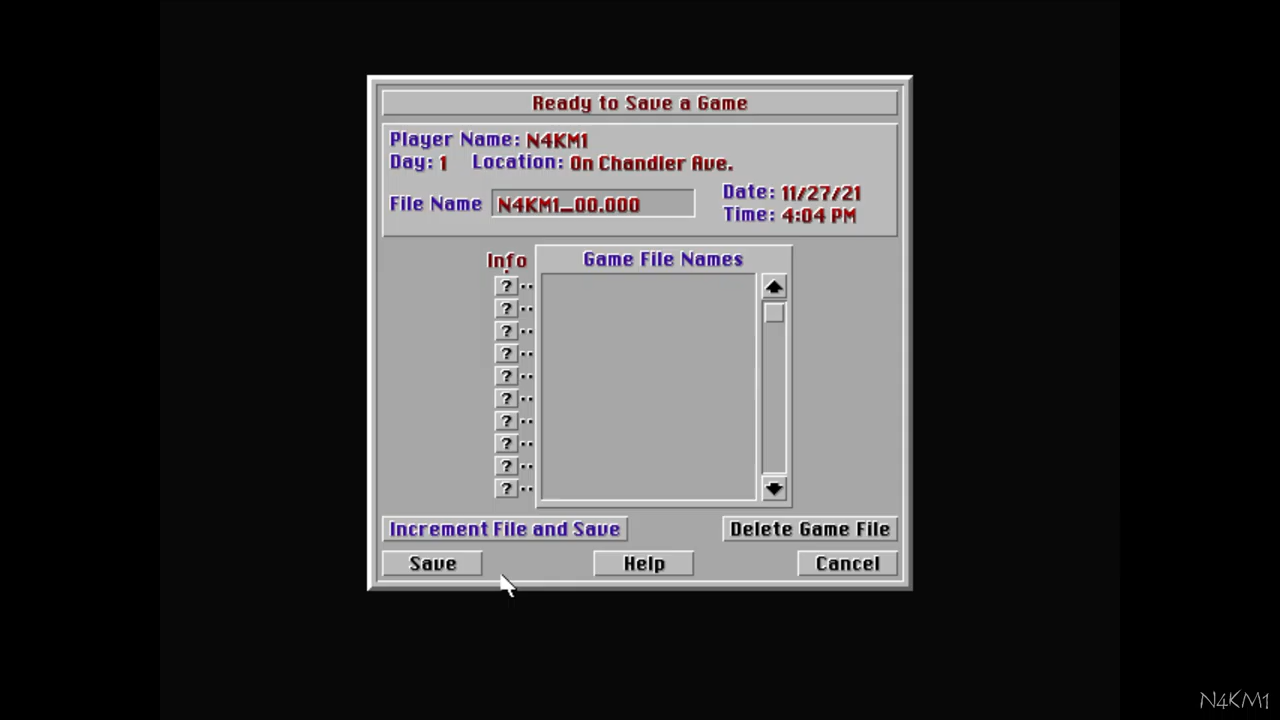 Ready to Save a Game
Player Name: N4KM1
Day: 1 Location: On Chandler Ave.
File Name N4KM1_00.000
Date: 11/27/21
Time: 4:04 PM
Info
Game File Names
?
?
?
?
?
?
?
?
?
?
Increment File and Save
Delete Game File
Save
Help
Cancel
N4KM1